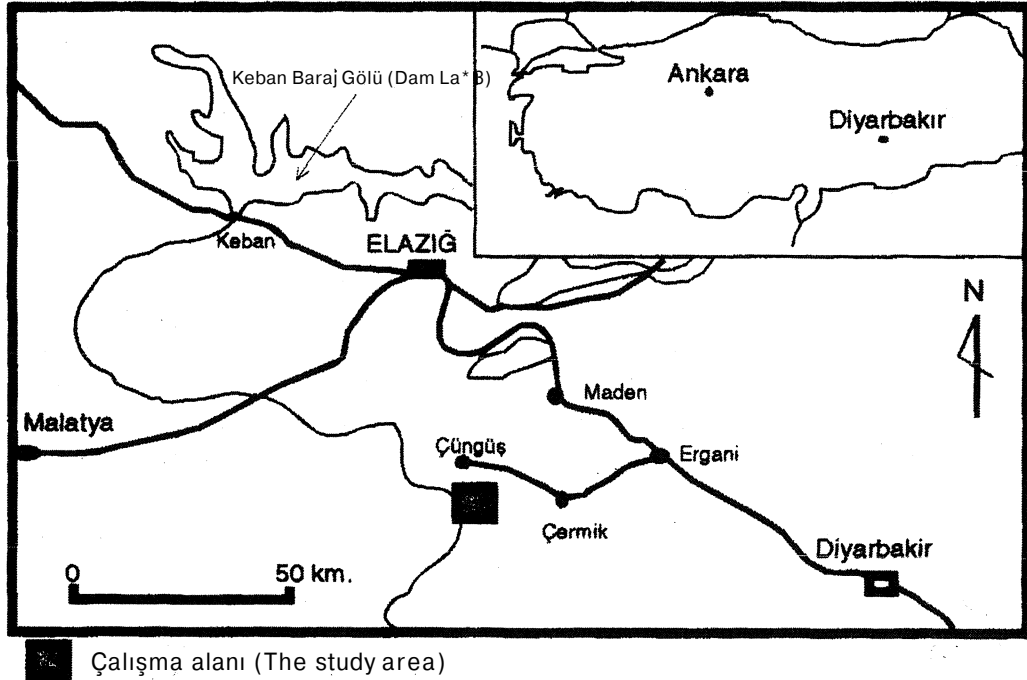 Keban Baraj Gölü (Dam La* 3)
Ankara
Diyarbakır
Keban
ELAZIĞ
N
Maden
Malatya
Çüngüş
Ergani
Çermik
Diyarbakir
0 50 km.
Çalışma alanı (The study area)